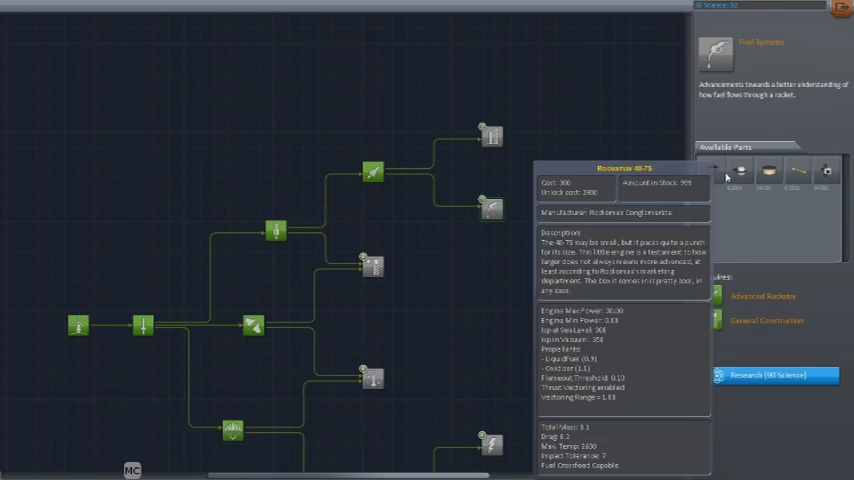 Science: 92
Fuel Systems
Advancements towards a better understanding of
how fuel flows through a rocket.
Available Parts
Rockomax 48-7S
Cost: 300
Unlock cost: 2900
Amount in Stock: 999
Manufacturer: Rockomax Conglomerate
Description:
The 48-7S may be small, but it packs quite a punch
for its size. This little engine is a testament to how
larger does not always means more advanced, at
least according to Rokomax's marketing
department. The box it comes in is pretty cool, in
any case.
Engine Max Power: 30.00
Engine Min Power: 0.00
Isp at Sea Level: 300
Isp in Vacuum: 350
Propellants:
- LiquidFuel (0.9)
- Oxidizer (1.1)
Flameout Threshold: 0.10
Thrust Vectoring enabled
Vectoring Range = 1.00
Total Mass: 0.1
Drag: 0.2
Max. Temp:
Impact Tolerance: 7
Fuel Crossfeed Capable
ires:
Advanced Rocketry
General Construction
Research [90 Science]
MC